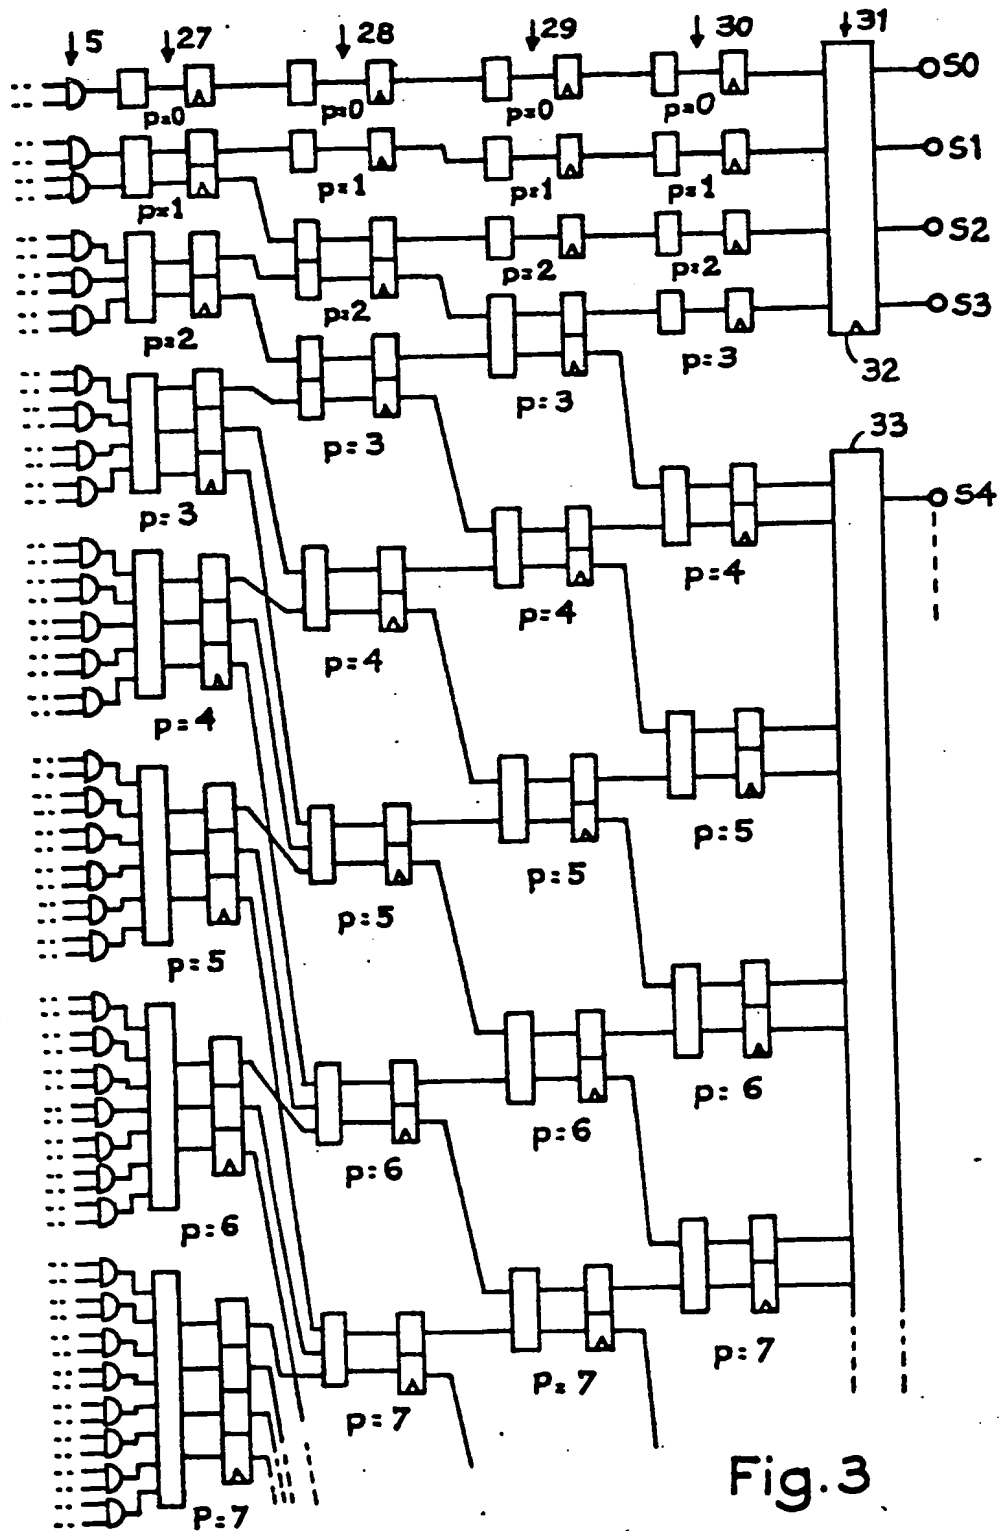 5 27 28 29 30 31
S0
p=0 p=0 p=0 p=0
S1
p=1 p=1 p=1 p=1
S2
p=2 p=2 p=2 p=2
S3
p=3 p=3 p=3 p=3
32
33
S4
p=4 p=4 p=4 p=4
p=5 p=5 p=5 p=5
p=6 p=6 p=6 p=6
P=7 p=7 P=7 p=7
Fig.3